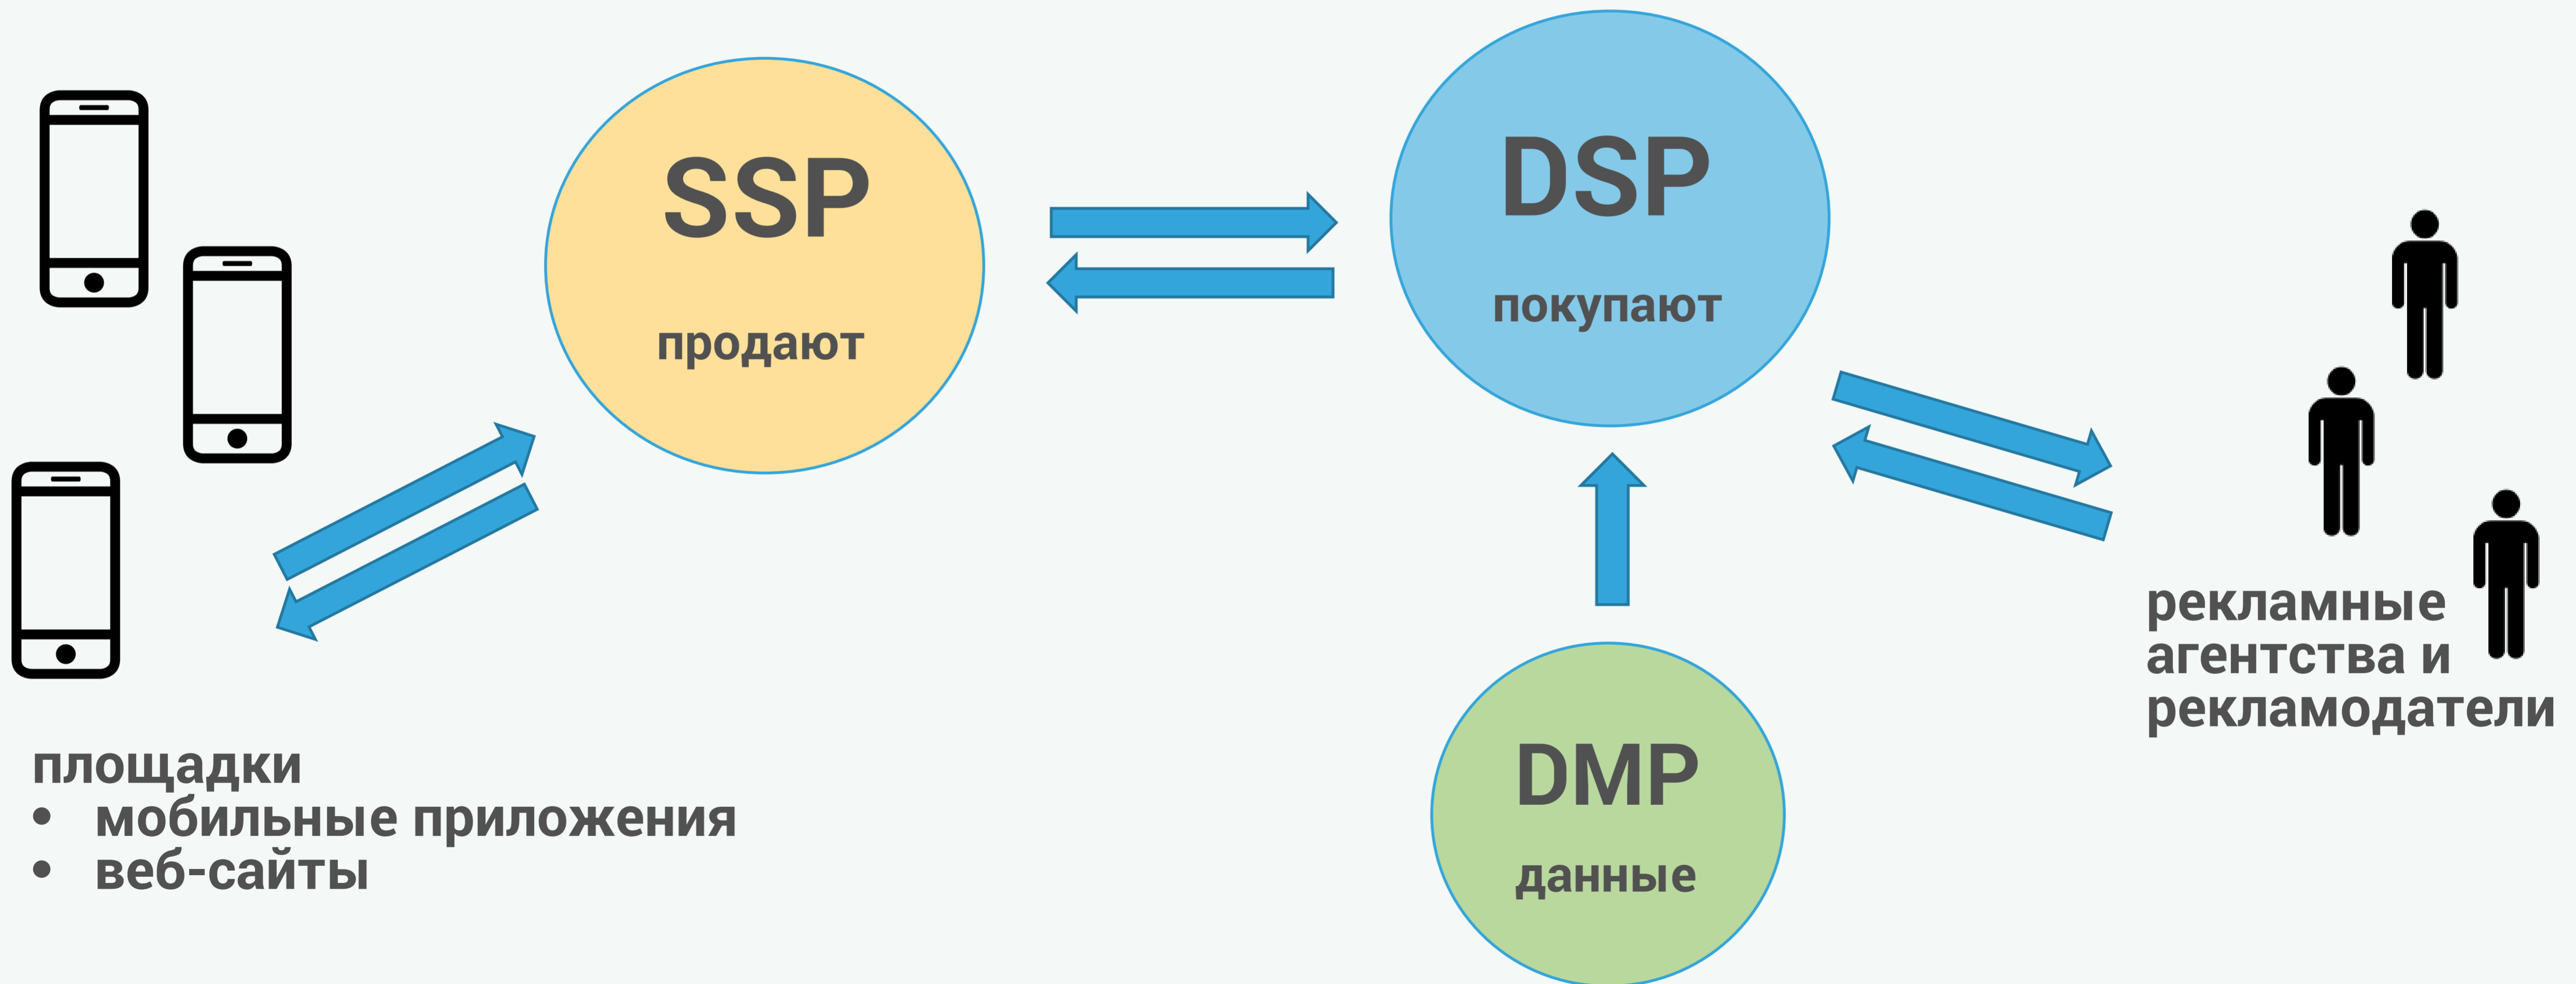 SSP
продают
DSP
покупают
площадки
• мобильные приложения
• веб-сайты
DMP
данные
рекламные
агентства и
рекламодатели